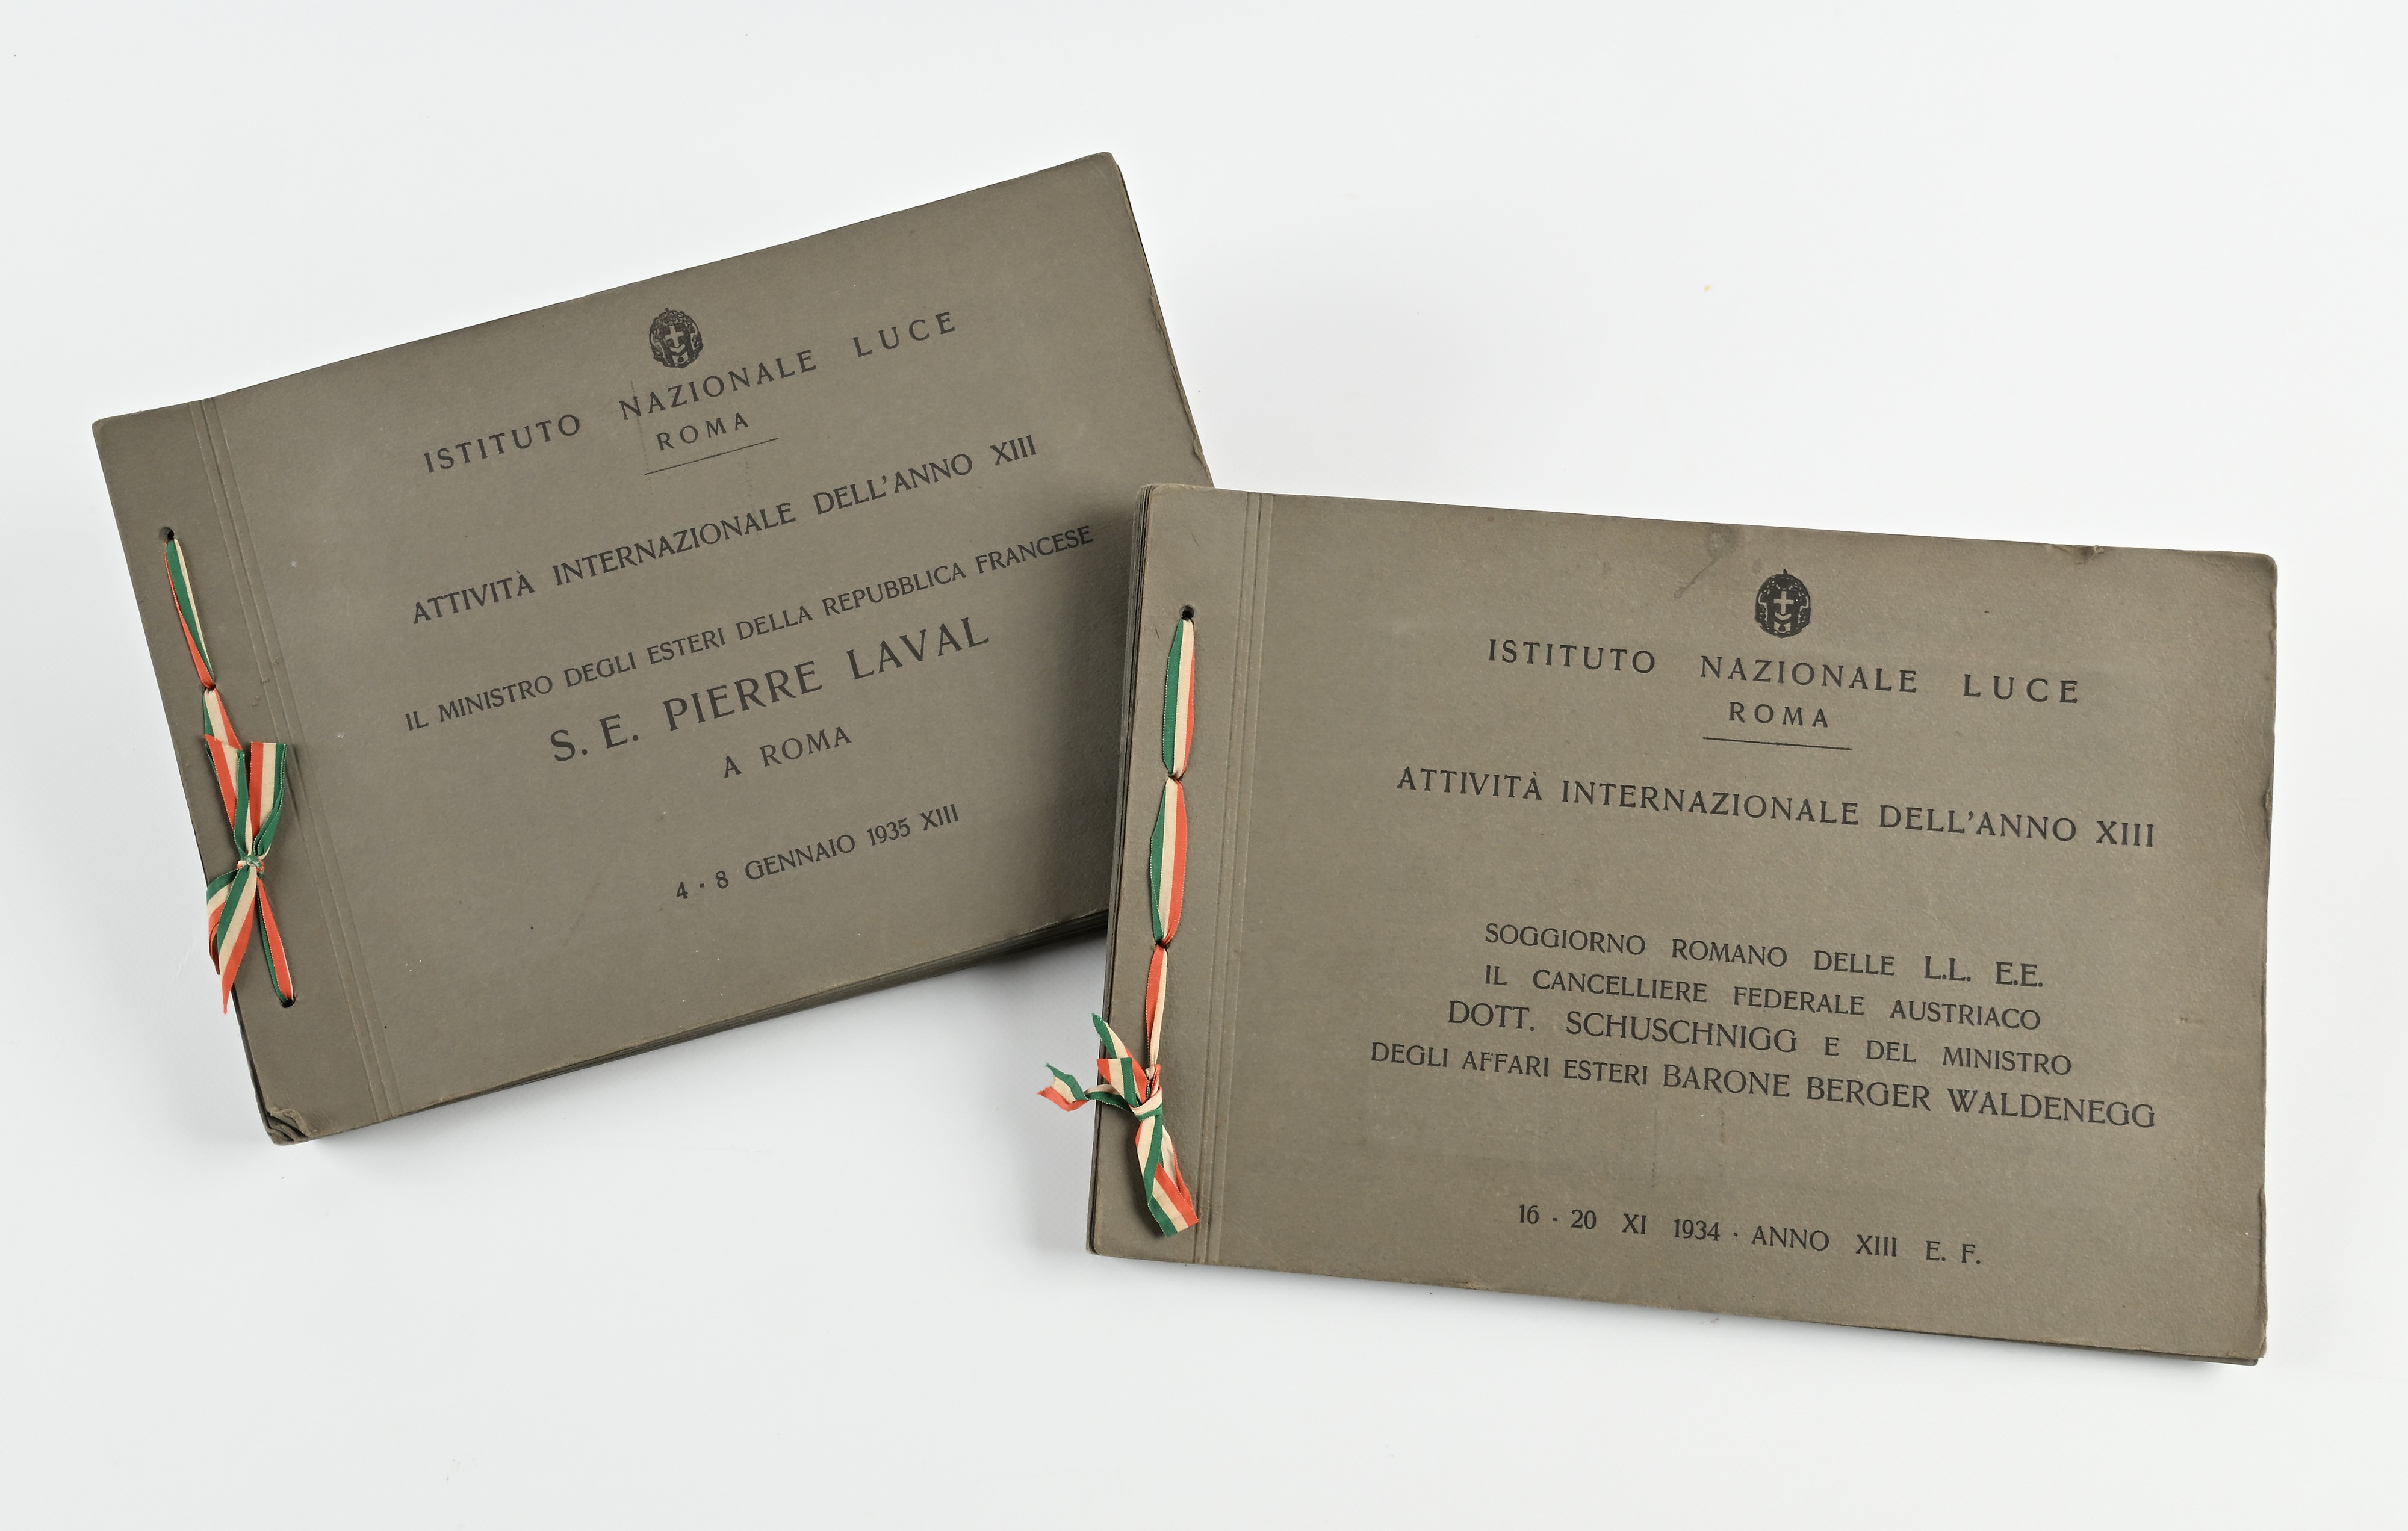 ISTITUTO NAZIONALE LUCE
ROMA
ATTIVITÀ INTERNAZIONALE DELL'ANNO XIII
IL MINISTRO DEGLI ESTERI DELLA REPUBBLICA FRANCESE
S. E. PIERRE LAVAL
A ROMA
4 - 8 GENNAIO 1935 XIII
ISTITUTO NAZIONALE LUCE
ROMA
ATTIVITÀ INTERNAZIONALE DELL'ANNO XIII
SOGGIORNO ROMANO DELLE L.L. E.E.
IL CANCELLIERE FEDERALE AUSTRIACO
DOTT. SCHUSCHNIGG E DEL MINISTRO
DEGLI AFFARI ESTERI BARONE BERGER WALDENEGG
16 - 20 XI 1934 - ANNO XIII E. F.